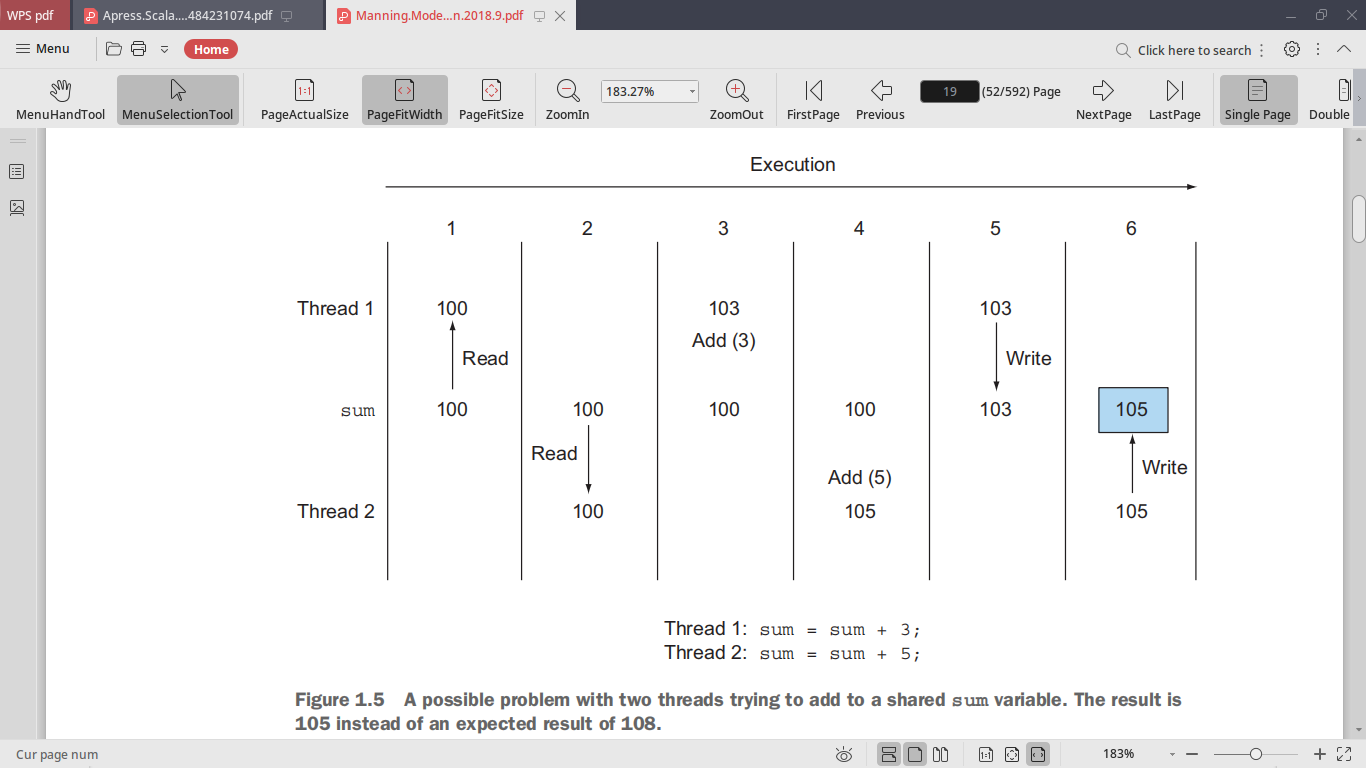 WPS pdf
Apress.Scala....484231074.pdf
Manning.Mode...n.2018.9.pdf
Menu
Home
Click here to search
MenuHandTool
MenuSelectionTool
1:1
PageActualSize
PageFitWidth
PageFitSize
ZoomIn
183.27%
ZoomOut
FirstPage
Previous
19 (52/592) Page
NextPage
LastPage
Single Page
Double
Execution
1 2 3 4 5 6
Thread 1 100 103 103
Add (3)
Read Write
sum 100 100 100 100 103 105
Read
Write
Add (5)
Thread 2 100 105 105
Thread 1: sum = sum + 3;
Thread 2: sum = sum + 5;
Figure 1.5 A possible problem with two threads trying to add to a shared sum variable. The result is
105 instead of an expected result of 108.
Cur page num
1:1
183%